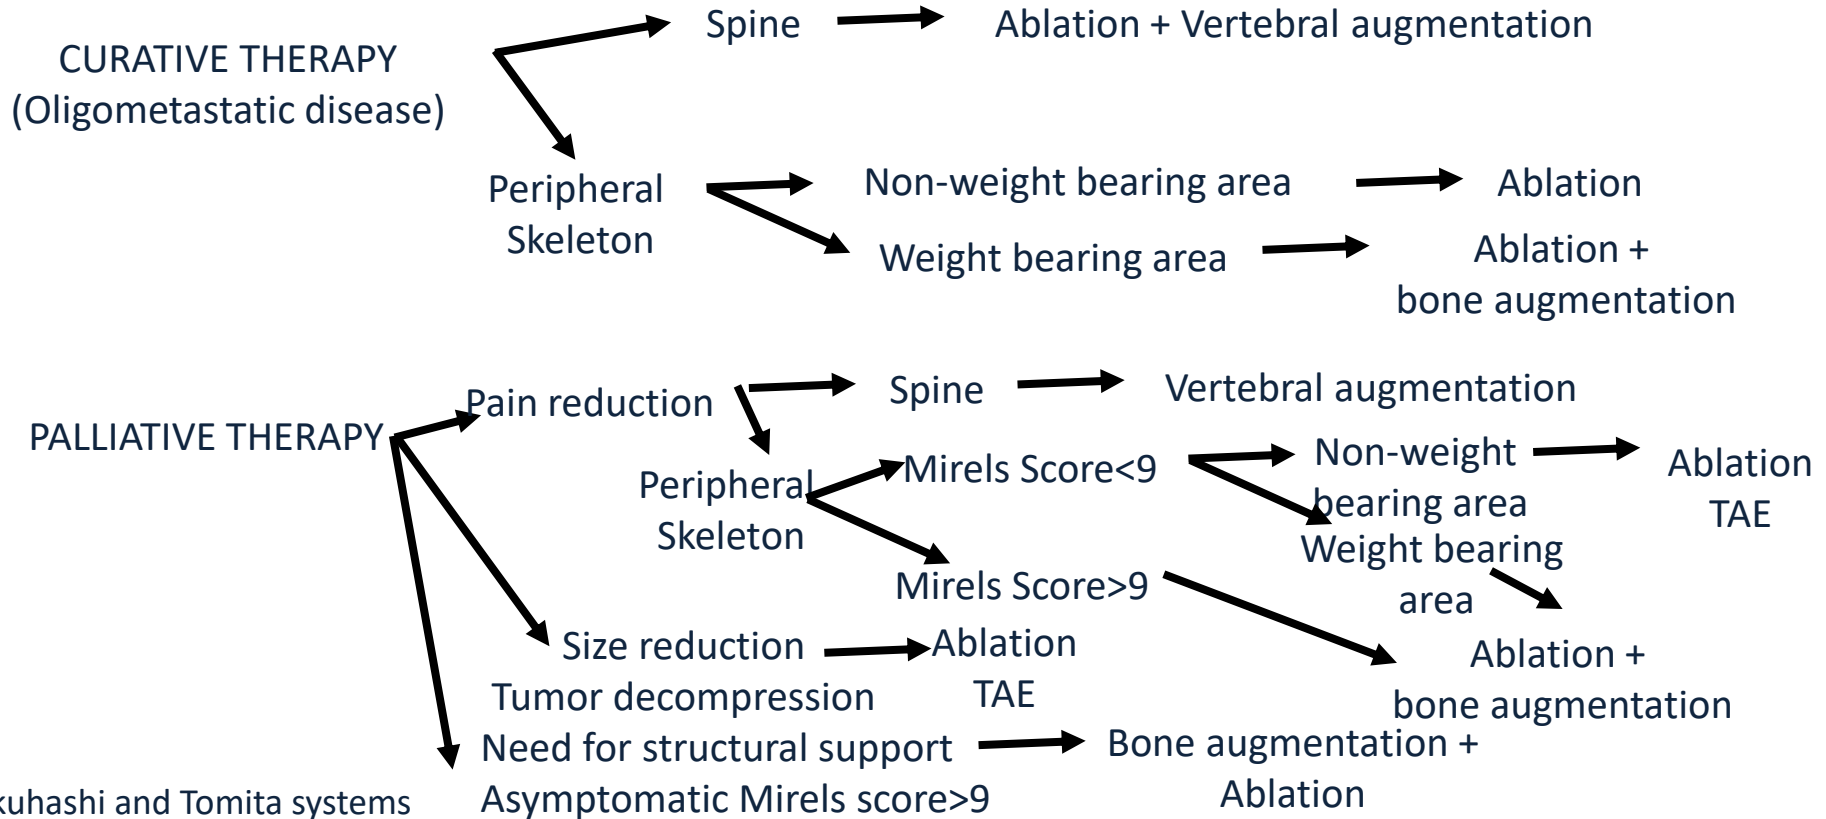 Spine
Ablation + Vertebral augmentation
CURATIVE THERAPY
(Oligometastatic disease)
Peripheral
Skeleton
Non-weight bearing area
Ablation
Weight bearing area
Ablation +
bone augmentation
PALLIATIVE THERAPY
Pain reduction
Spine
Vertebral augmentation
Peripheral
Skeleton
Mirels Score<9
Non-weight
bearing area
Ablation
TAE
Weight bearing
area
Mirels Score>9
Ablation +
bone augmentation
Size reduction
Tumor decompression
Ablation
TAE
Need for structural support
Asymptomatic Mirels score>9
Bone augmentation +
Ablation
and Tomita systems